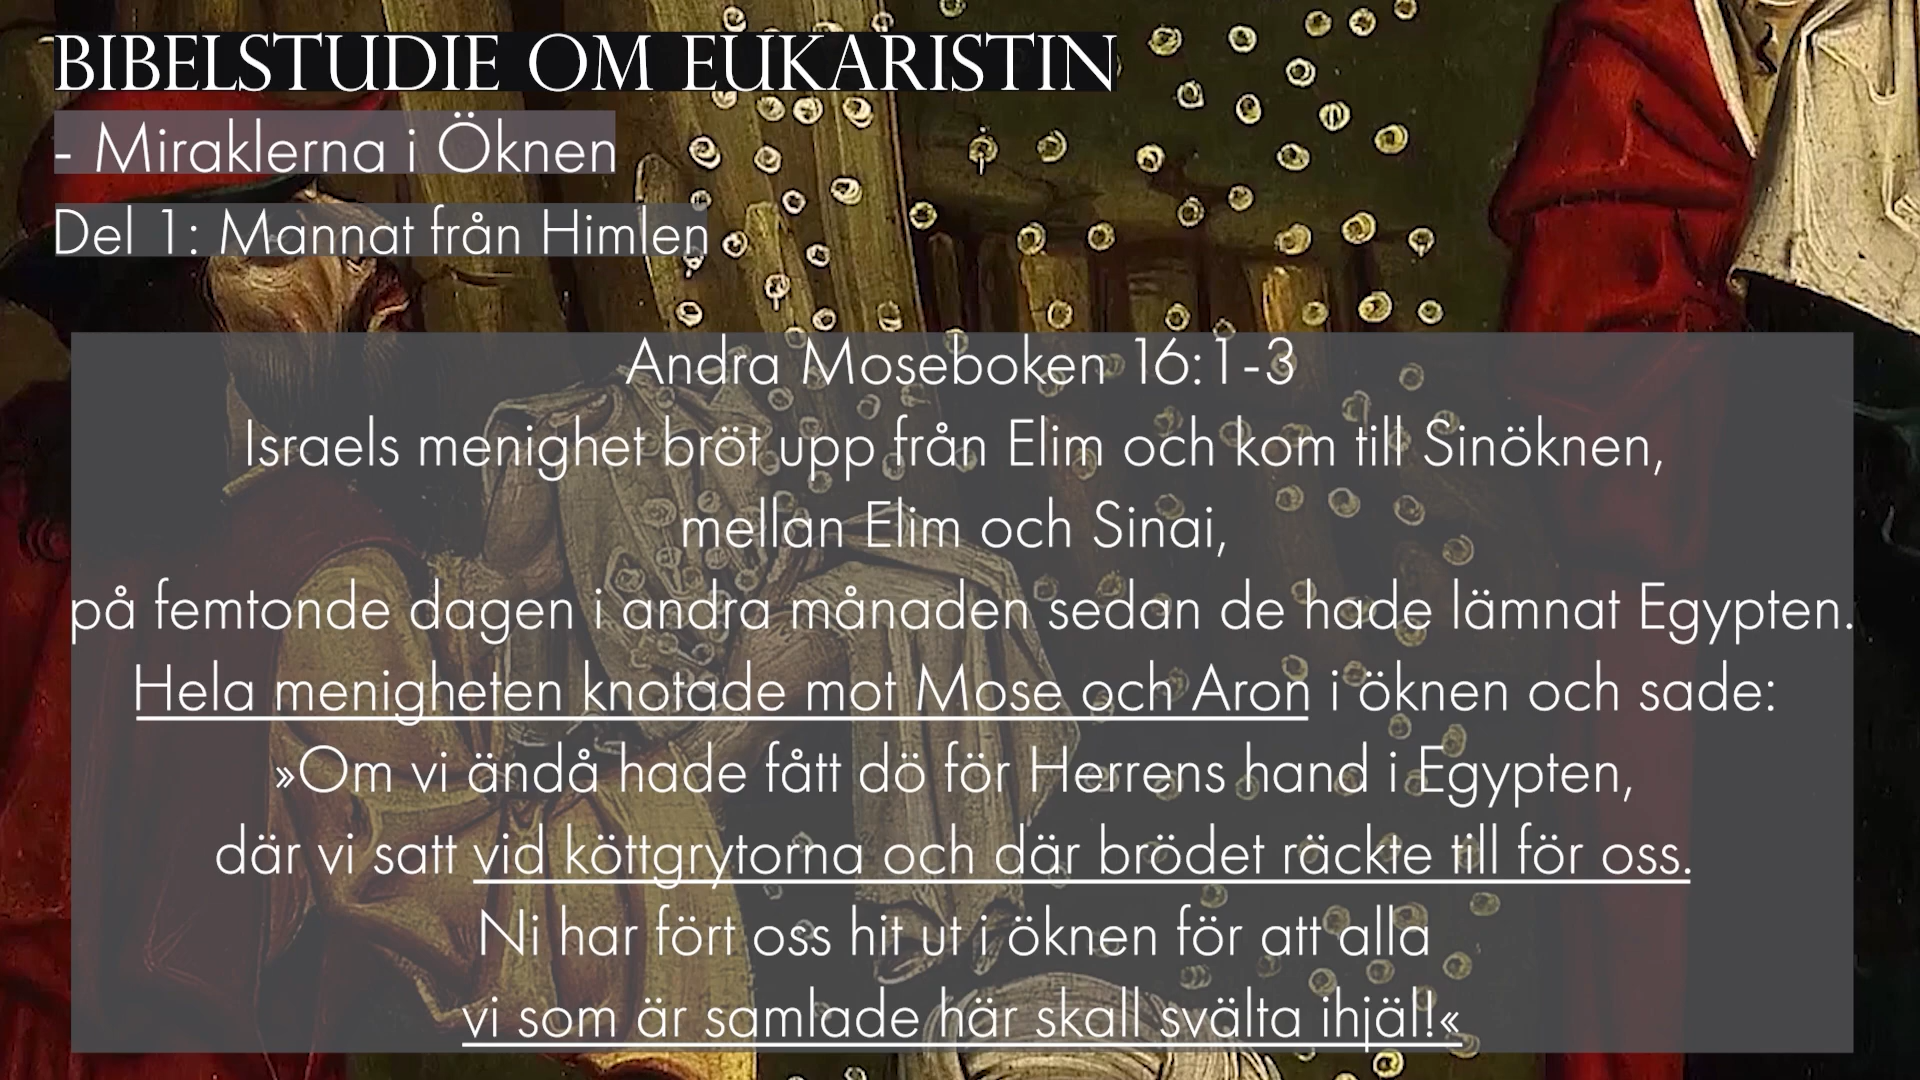 BIBELSTUDIE OM EUKARISTIN
- Miraklerna i Öknen
Del 1: Mannat från Himlen
Andra Moseboken 16:1-3
Israels menighet bröt upp från Elim och kom till Sinöknen,
mellan Elim och Sinai,
på femtonde dagen i andra månaden sedan de hade lämnat Egypten.
Hela menigheten knotade mot Mose och Aron i öknen och sade:
»Om vi ändå hade fått dö för Herrens hand i Egypten,
där vi satt vid köttgrytorna och där brödet räckte till för oss.
Ni har fört oss hit ut i öknen för att alla
vi som är samlade här skall svälta ihjäl!«